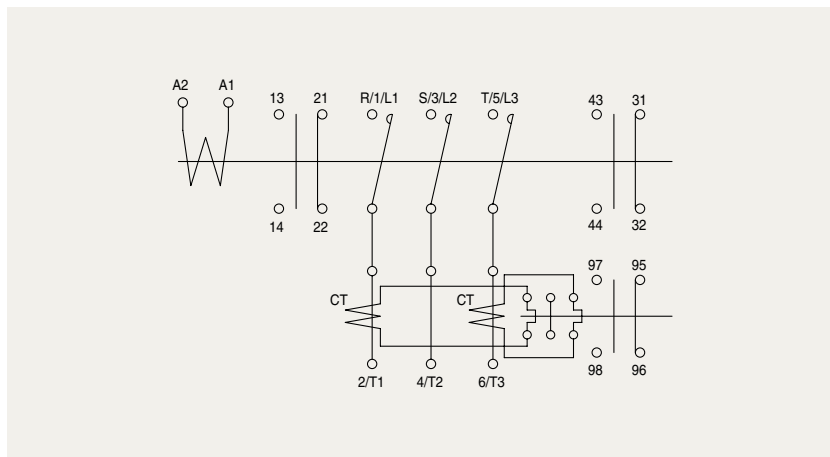 A2 A1
13 21 R/1/L1 S/3/L2 T/5/L3 43 31
14 22 44 32
97 95
CT CT
98 96
2/T1 4/T2 6/T3